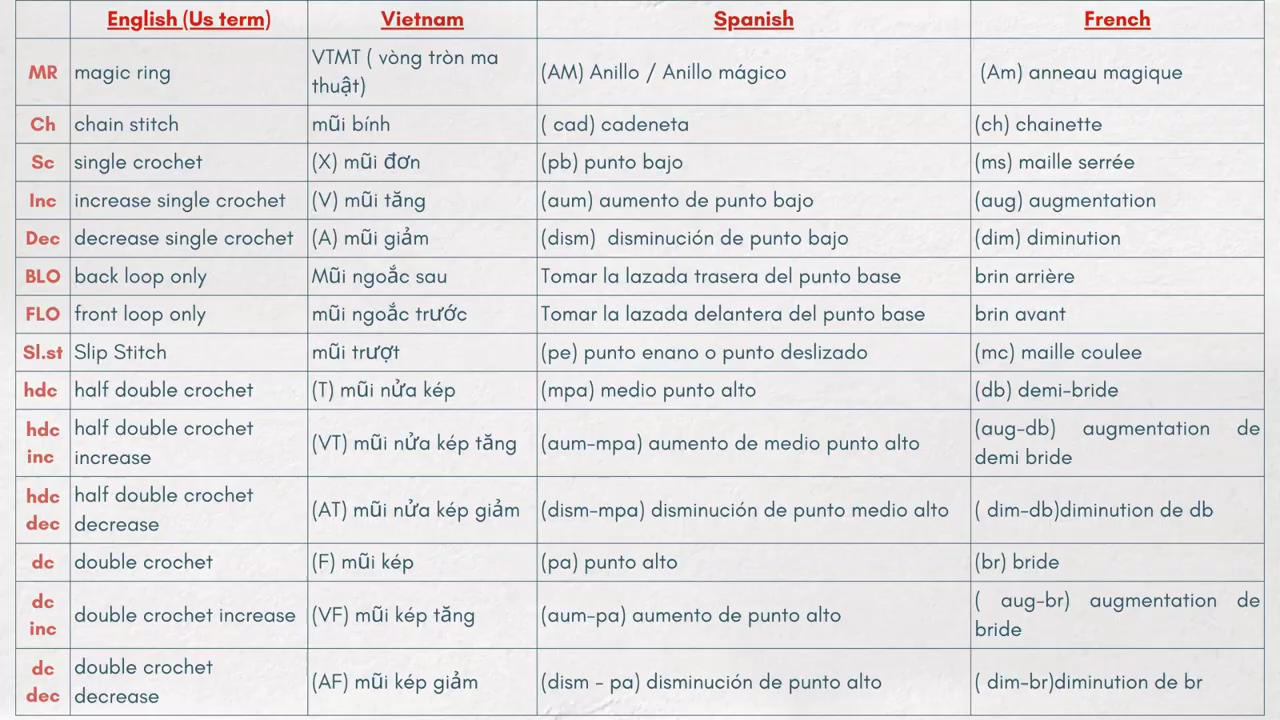 English (Us term) Vietnam Spanish French
MR magic ring VTMT ( vòng tròn ma thuật) (AM) Anillo / Anillo mágico (Am) anneau magique
Ch chain stitch mũi bính ( cad) cadeneta (ch) chainette
Sc single crochet (X) mũi đơn (pb) punto bajo (ms) maille serrée
Inc increase single crochet (V) mũi tăng (aum) aumento de punto bajo (aug) augmentation
Dec decrease single crochet (A) mũi giảm (dism) disminución de punto bajo (dim) diminution
BLO back loop only Mũi ngoắc sau Tomar la lazada trasera del punto base brin arrière
FLO front loop only mũi ngoắc trước Tomar la lazada delantera del punto base brin avant
Sl.st Slip Stitch mũi trượt (pe) punto enano o punto deslizado (mc) maille coulee
hdc half double crochet (T) mũi nửa kép (mpa) medio punto alto (db) demi-bride
hdc inc half double crochet increase (VT) mũi nửa kép tăng (aum-mpa) aumento de medio punto alto (aug-db) augmentation de demi bride
hdc dec half double crochet decrease (AT) mũi nửa kép giảm (dism-mpa) disminución de punto medio alto ( dim-db)diminution de db
dc double crochet (F) mũi kép (pa) punto alto (br) bride
dc inc double crochet increase (VF) mũi kép tăng (aum-pa) aumento de punto alto ( aug-br) augmentation de bride
dc dec double crochet decrease (AF) mũi kép giảm (dism - pa) disminución de punto alto ( dim-br)diminution de br